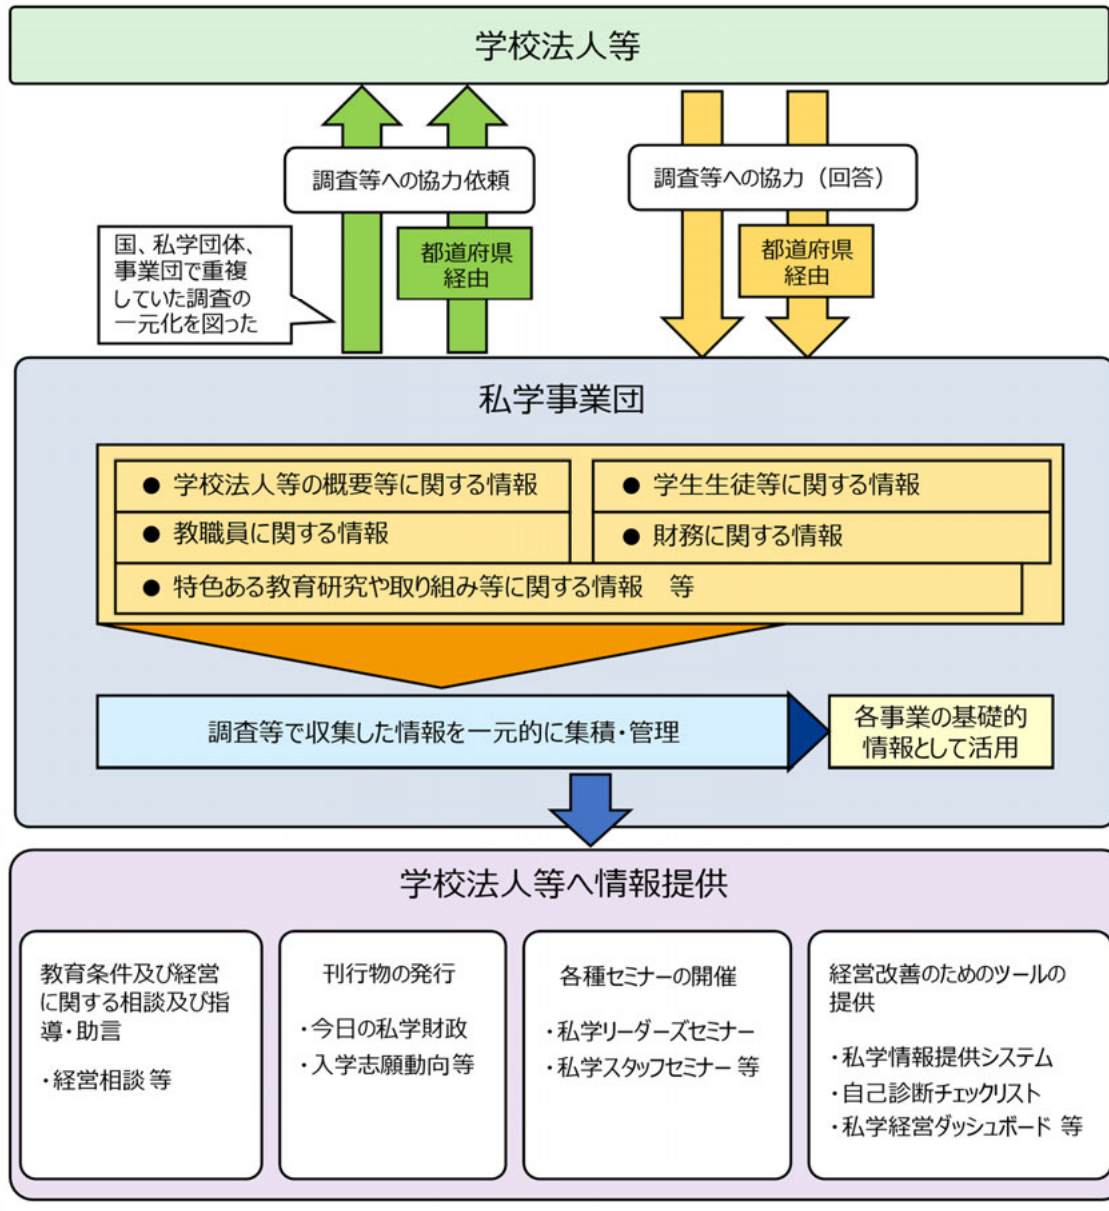 学校法人等
調査等への協力依頼
調査等への協力（回答）
国、私学団体、
事業団で重複
していた調査の
一元化を図った
都道府県
経由
都道府県
経由
私学事業団
● 学校法人等の概要等に関する情報
● 学生生徒等に関する情報
● 教職員に関する情報
● 財務に関する情報
● 特色ある教育研究や取り組み等に関する情報　等
調査等で収集した情報を一元的に集積・管理
各事業の基礎的
情報として活用
学校法人等へ情報提供
教育条件及び経営
に関する相談及び指
導・助言
・経営相談 等
刊行物の発行
・今日の私学財政
・入学志願動向 等
各種セミナーの開催
・私学リーダーズセミナー
・私学スタッフセミナー 等
経営改善のためのツールの
提供
・私学情報提供システム
・自己診断チェックリスト
・私学経営ダッシュボード 等